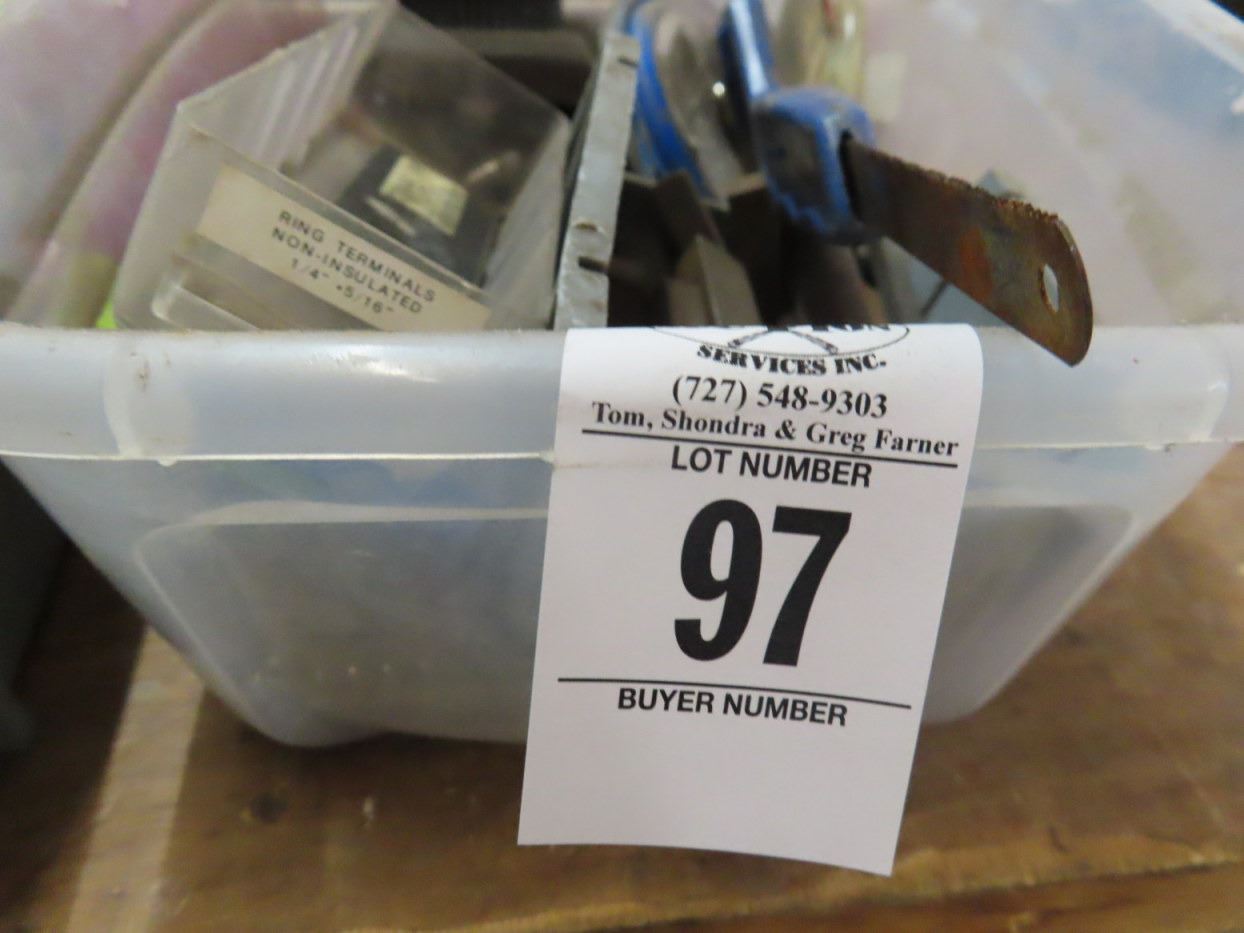 RING TERMINALS
NON-INSULATED
1/4" -5/16"
SERVICES INC.
(727) 548-9303
Tom, Shondra & Greg Farner
LOT NUMBER
97
BUYER NUMBER